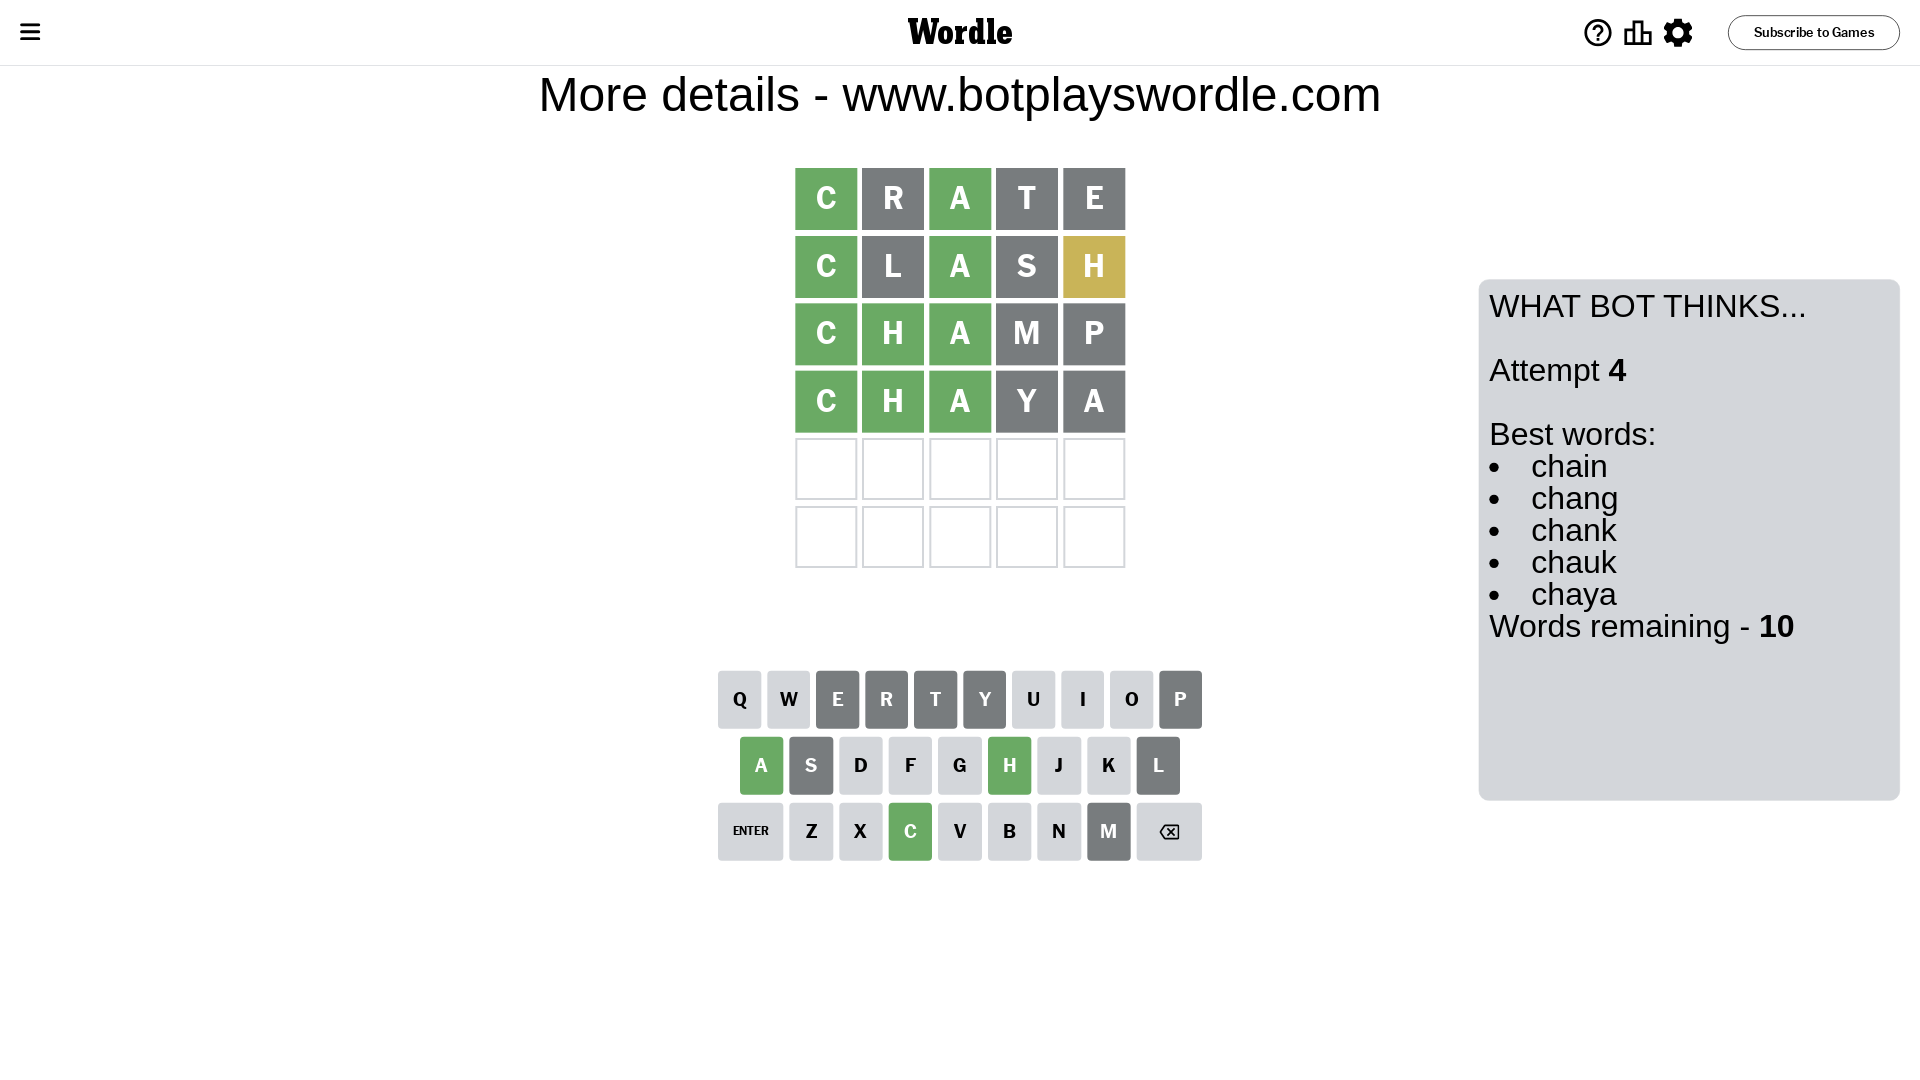 Wordle
Subscribe to Games
More details - www.botplayswordle.com
C R A T E
C L A S H
C H A M P
C H A Y A
WHAT BOT THINKS...
Attempt 4
Best words:
• chain
• chang
• chank
• chauk
• chaya
Words remaining - 10
Q W E R T Y U I O P
A S D F G H J K L
ENTER Z X C V B N M